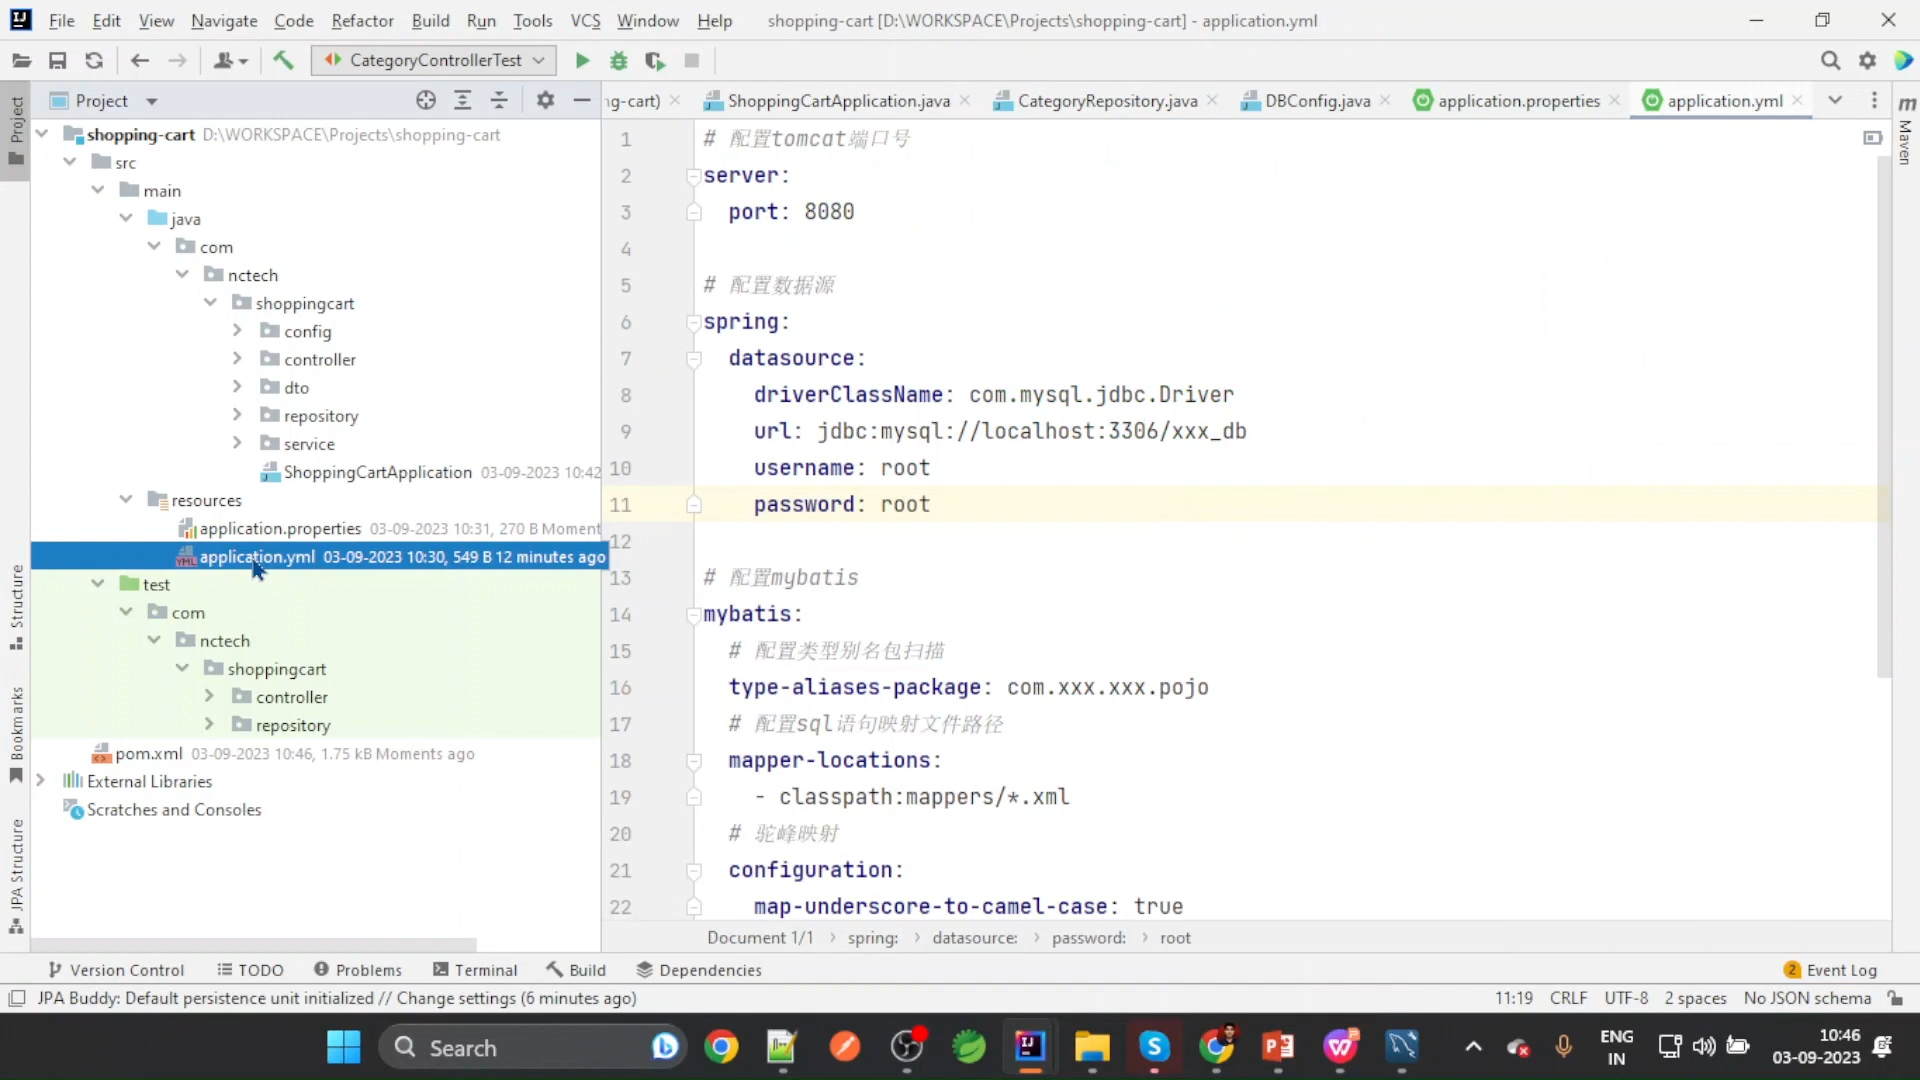 File Edit View Navigate Code Refactor Build Run Tools VCS Window Help shopping-cart [D:\WORKSPACE\Projects\shopping-cart] - application.yml
CategoryControllerTest
Project
ng-cart) ShoppingCartApplication.java CategoryRepository.java DBConfig.java application.properties application.yml
Project
Structure
Bookmarks
JPA Structure
Maven
shopping-cart D:\WORKSPACE\Projects\shopping-cart
src
main
java
com
nctech
shoppingcart
config
controller
dto
repository
service
ShoppingCartApplication 03-09-2023 10:42
resources
application.properties 03-09-2023 10:31, 270 B Moment
application.yml 03-09-2023 10:30, 549 B 12 minutes ago
test
com
nctech
shoppingcart
controller
repository
pom.xml 03-09-2023 10:46, 1.75 kB Moments ago
External Libraries
Scratches and Consoles
1 # 配置tomcat端口号
2 server:
3 port: 8080
4
5 # 配置数据源
6 spring:
7 datasource:
8 driverClassName: com.mysql.jdbc.Driver
9 url: jdbc:mysql://localhost:3306/xxx_db
10 username: root
11 password: root
12
13 # 配置mybatis
14 mybatis:
15 # 配置类型别名包扫描
16 type-aliases-package: com.xxx.xxx.pojo
17 # 配置sql语句映射文件路径
18 mapper-locations:
19 - classpath:mappers/*.xml
20 # 驼峰映射
21 configuration:
22 map-underscore-to-camel-case: true
Document 1/1 › spring: › datasource: › password: › root
Version Control TODO Problems Terminal Build Dependencies 2 Event Log
JPA Buddy: Default persistence unit initialized // Change settings (6 minutes ago) 11:19 CRLF UTF-8 2 spaces No JSON schema
Search
ENG
IN
10:46
03-09-2023